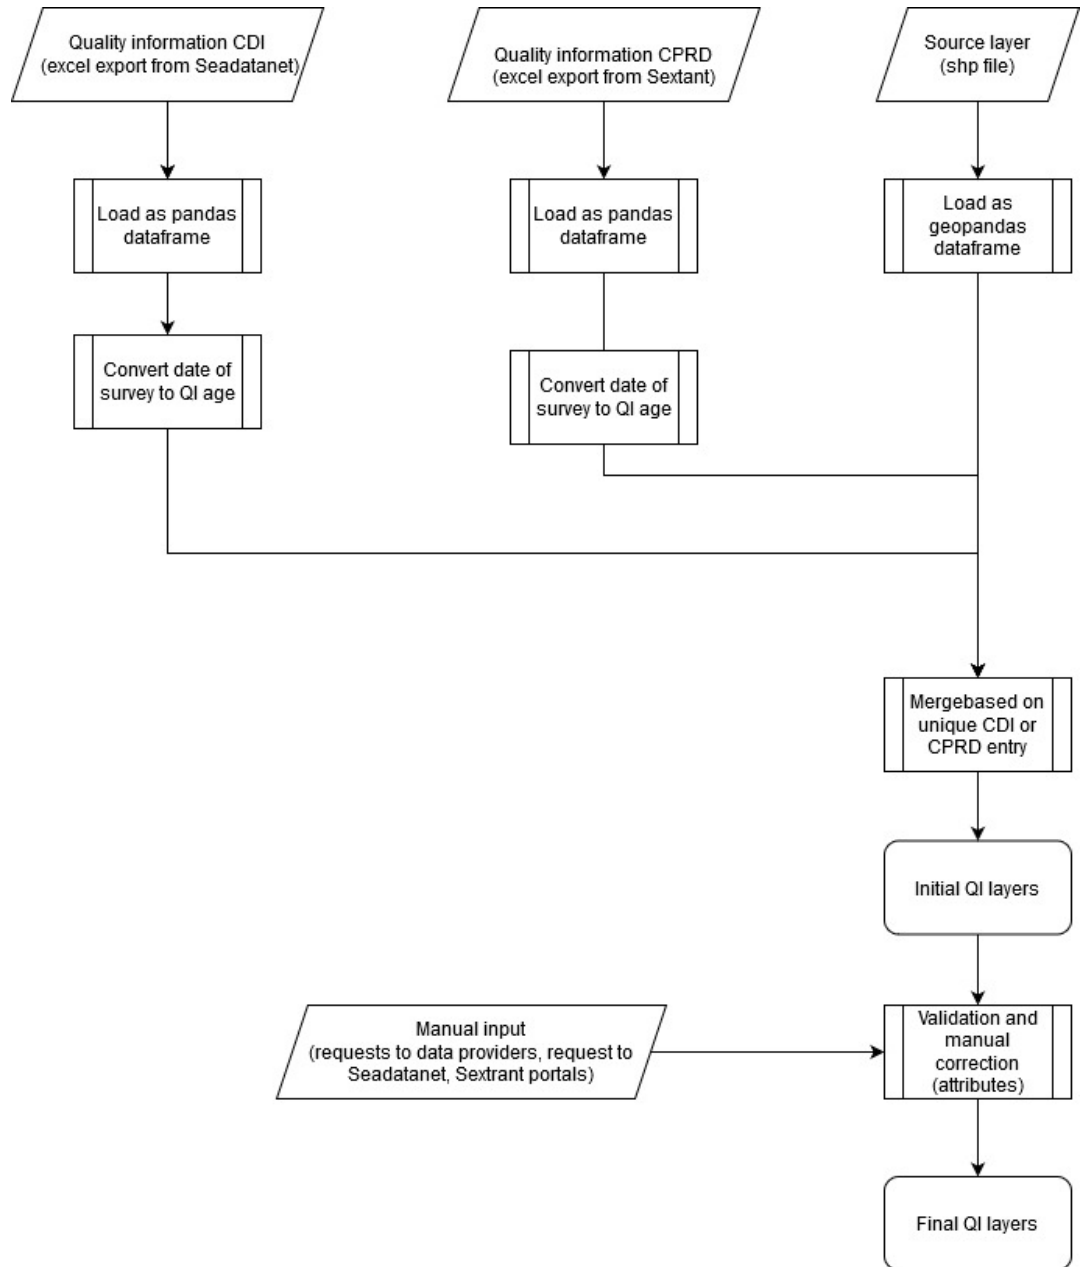 Quality information CDI
(excel export from Seadatanet)
Quality information CPRD
(excel export from Sextant)
Source layer
(shp file)
Load as pandas
dataframe
Load as pandas
dataframe
Load as
geopandas
dataframe
Convert date of
survey to QI age
Convert date of
survey to QI age
Mergebased on
unique CDI or
CPRD entry
Initial QI layers
Manual input
(requests to data providers, request to
Seadatanet, Sextrant portals)
Validation and
manual
correction
(attributes)
Final QI layers